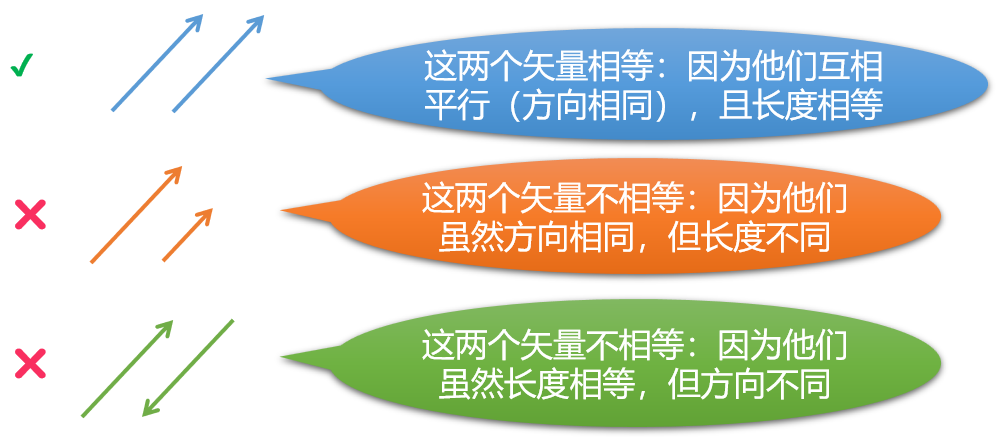 这两个矢量相等：因为他们互相
平行（方向相同），且长度相等
这两个矢量不相等：因为他们
虽然方向相同，但长度不同
这两个矢量不相等：因为他们
虽然长度相等，但方向不同